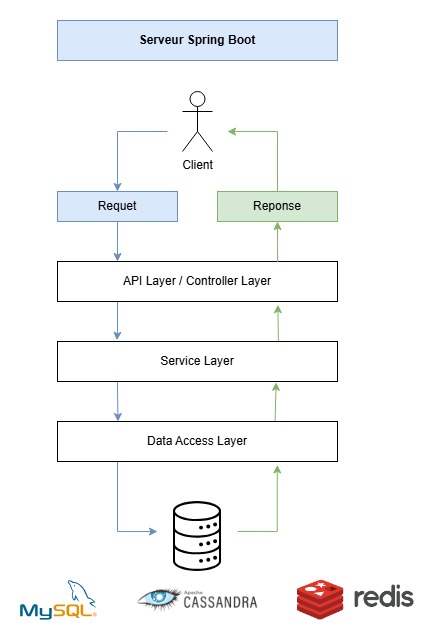 Serveur Spring Boot
Client
Requet
Reponse
API Layer / Controller Layer
Service Layer
Data Access Layer
MySQL
Apache
CASSANDRA
redis